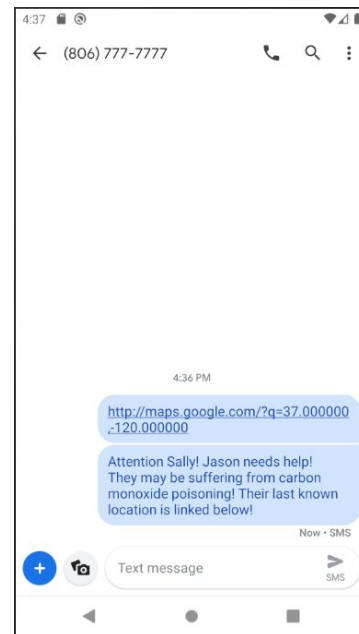 4:37
(806) 777-7777
4:36 PM
http://maps.google.com/?q=37.000000
,-120.000000
Attention Sally! Jason needs help!
They may be suffering from carbon
monoxide poisoning! Their last known
location is linked below!
Now • SMS
Text message
SMS